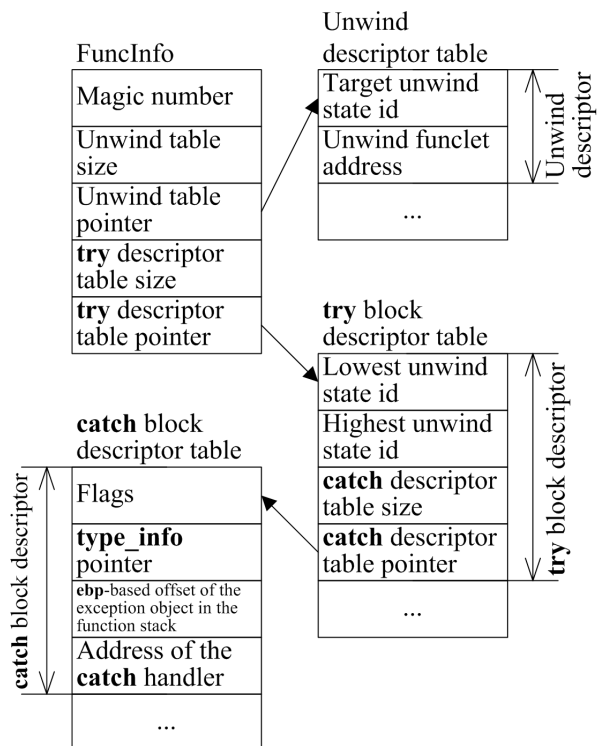 FuncInfo
Magic number
Unwind table
size
Unwind table
pointer
try descriptor
table size
try descriptor
table pointer
Unwind
descriptor table
Target unwind
state id
Unwind funclet
address
...
Unwind
descriptor
try block
descriptor table
Lowest unwind
state id
Highest unwind
state id
catch descriptor
table size
catch descriptor
table pointer
...
try block descriptor
catch block
descriptor table
Flags
type_info
pointer
ebp-based offset of the
exception object in the
function stack
Address of the
catch handler
...
catch block descriptor